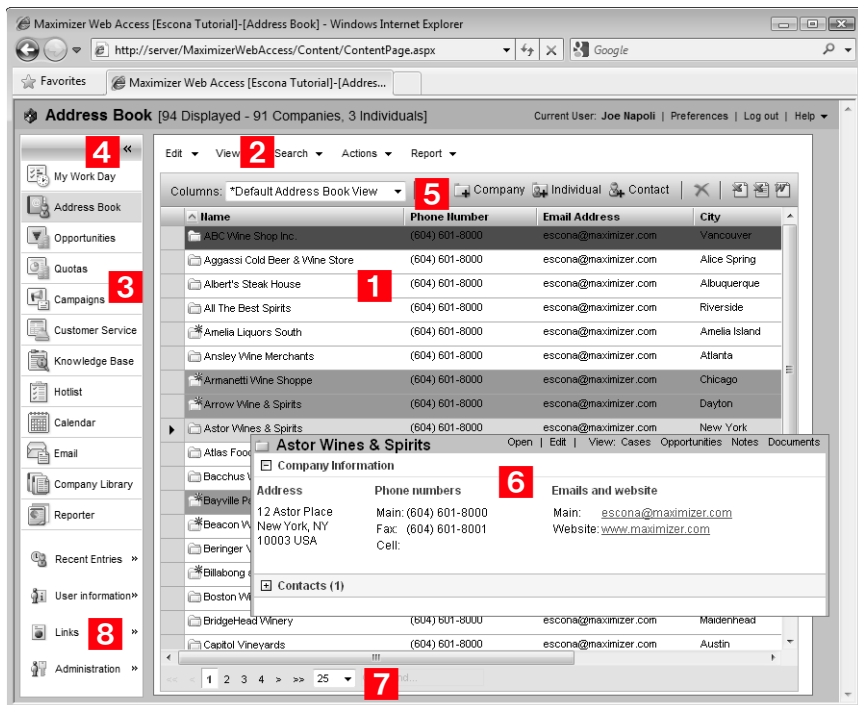 Maximizer Web Access [Escona Tutorial]-[Address Book] - Windows Internet Explorer
http://server/MaximizerWebAccess/Content/ContentPage.aspx
Google
Favorites
Maximizer Web Access [Escona Tutorial]-[Addres...
Address Book [94 Displayed - 91 Companies, 3 Individuals]
Current User: Joe Napoli | Preferences | Log out | Help
4 «
Edit View 2 Search Actions Report
My Work Day
Address Book
Opportunities
Quotas
Campaigns
3
Customer Service
Knowledge Base
Hotlist
Calendar
Email
Company Library
Reporter
Recent Entries »
User information »
Links 8 »
Administration »
Columns: *Default Address Book View 5 Company Individual Contact
Name Phone Number Email Address City
ABC Wine Shop Inc. (604) 601-8000 escona@maximizer.com Vancouver
Aggassi Cold Beer & Wine Store (604) 601-8000 escona@maximizer.com Alice Spring
Albert's Steak House 1 (604) 601-8000 escona@maximizer.com Albuquerque
All The Best Spirits (604) 601-8000 escona@maximizer.com Riverside
Amelia Liquors South (604) 601-8000 escona@maximizer.com Amelia Island
Ansley Wine Merchants (604) 601-8000 escona@maximizer.com Atlanta
Armanetti Wine Shoppe (604) 601-8000 escona@maximizer.com Chicago
Arrow Wine & Spirits (604) 601-8000 escona@maximizer.com Dayton
Astor Wines & Spirits (604) 601-8000 escona@maximizer.com New York
Atlas
Bacchus
Bayville
Beacon
Beringer
Billabong
Boston
BridgeHead Winery (604) 601-8000 escona@maximizer.com Maidenhead
Capitol Vineyards (604) 601-8000 escona@maximizer.com Austin
Astor Wines & Spirits
Open | Edit | View: Cases Opportunities Notes Documents
Company Information
6
Address Phone numbers Emails and website
12 Astor Place Main: (604) 601-8000 Main: escona@maximizer.com
New York, NY Fax: (604) 601-8001 Website: www.maximizer.com
10003 USA Cell:
Contacts (1)
<< < 1 2 3 4 > >> 25 7